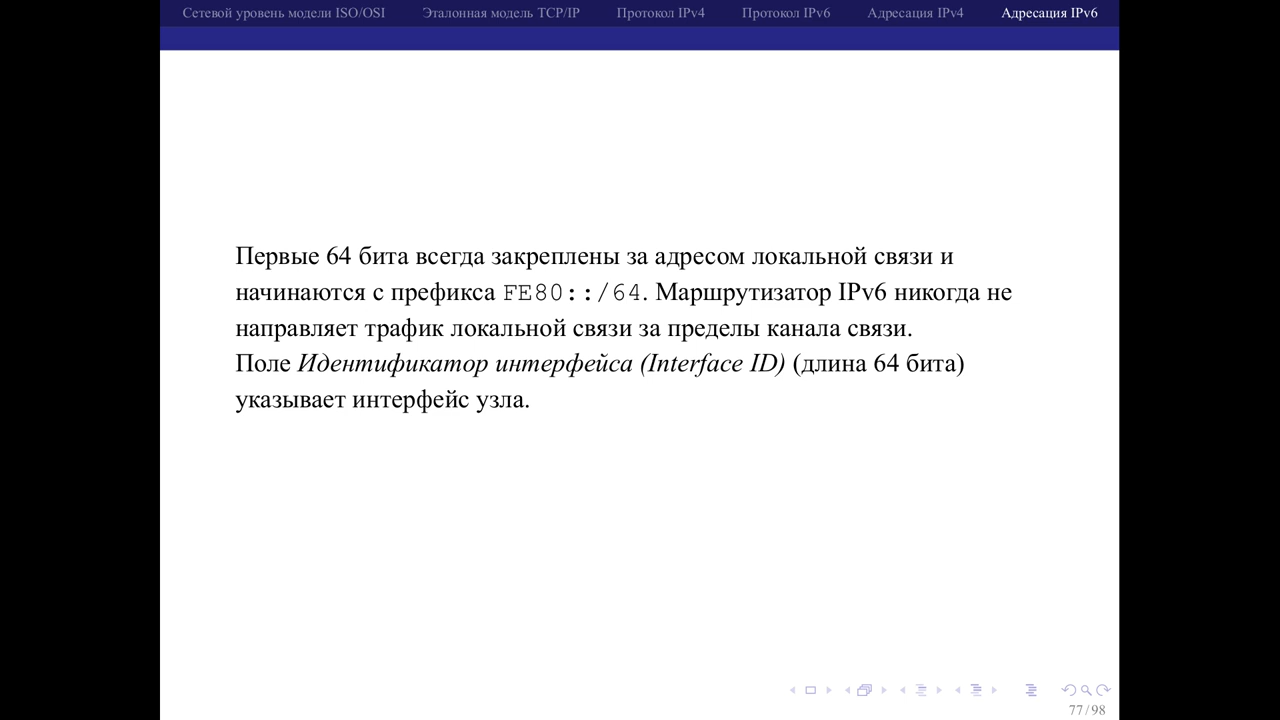 Сетевой уровень модели ISO/OSI Эталонная модель TCP/IP Протокол IPv4 Протокол IPv6 Адресация IPv4 Адресация IPv6
Первые 64 бита всегда закреплены за адресом локальной связи и
начинаются с префикса FE80::/64. Маршрутизатор IPv6 никогда не
направляет трафик локальной связи за пределы канала связи.
Поле Идентификатор интерфейса (Interface ID) (длина 64 бита)
указывает интерфейс узла.
77/98